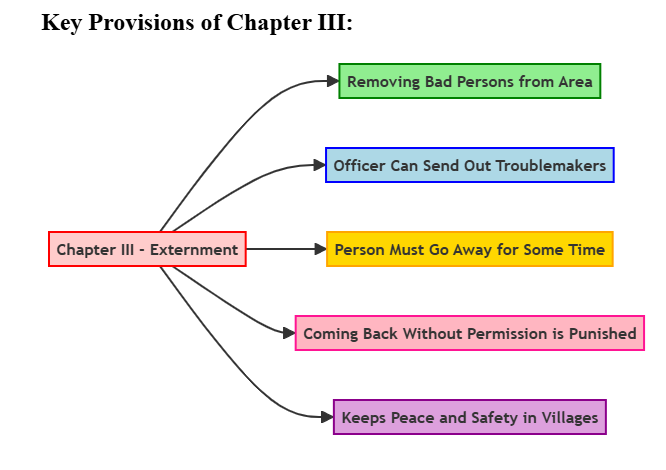 Key Provisions of Chapter III:
Removing Bad Persons from Area
Officer Can Send Out Troublemakers
Chapter III - Externment
Person Must Go Away for Some Time
Coming Back Without Permission is Punished
Keeps Peace and Safety in Villages